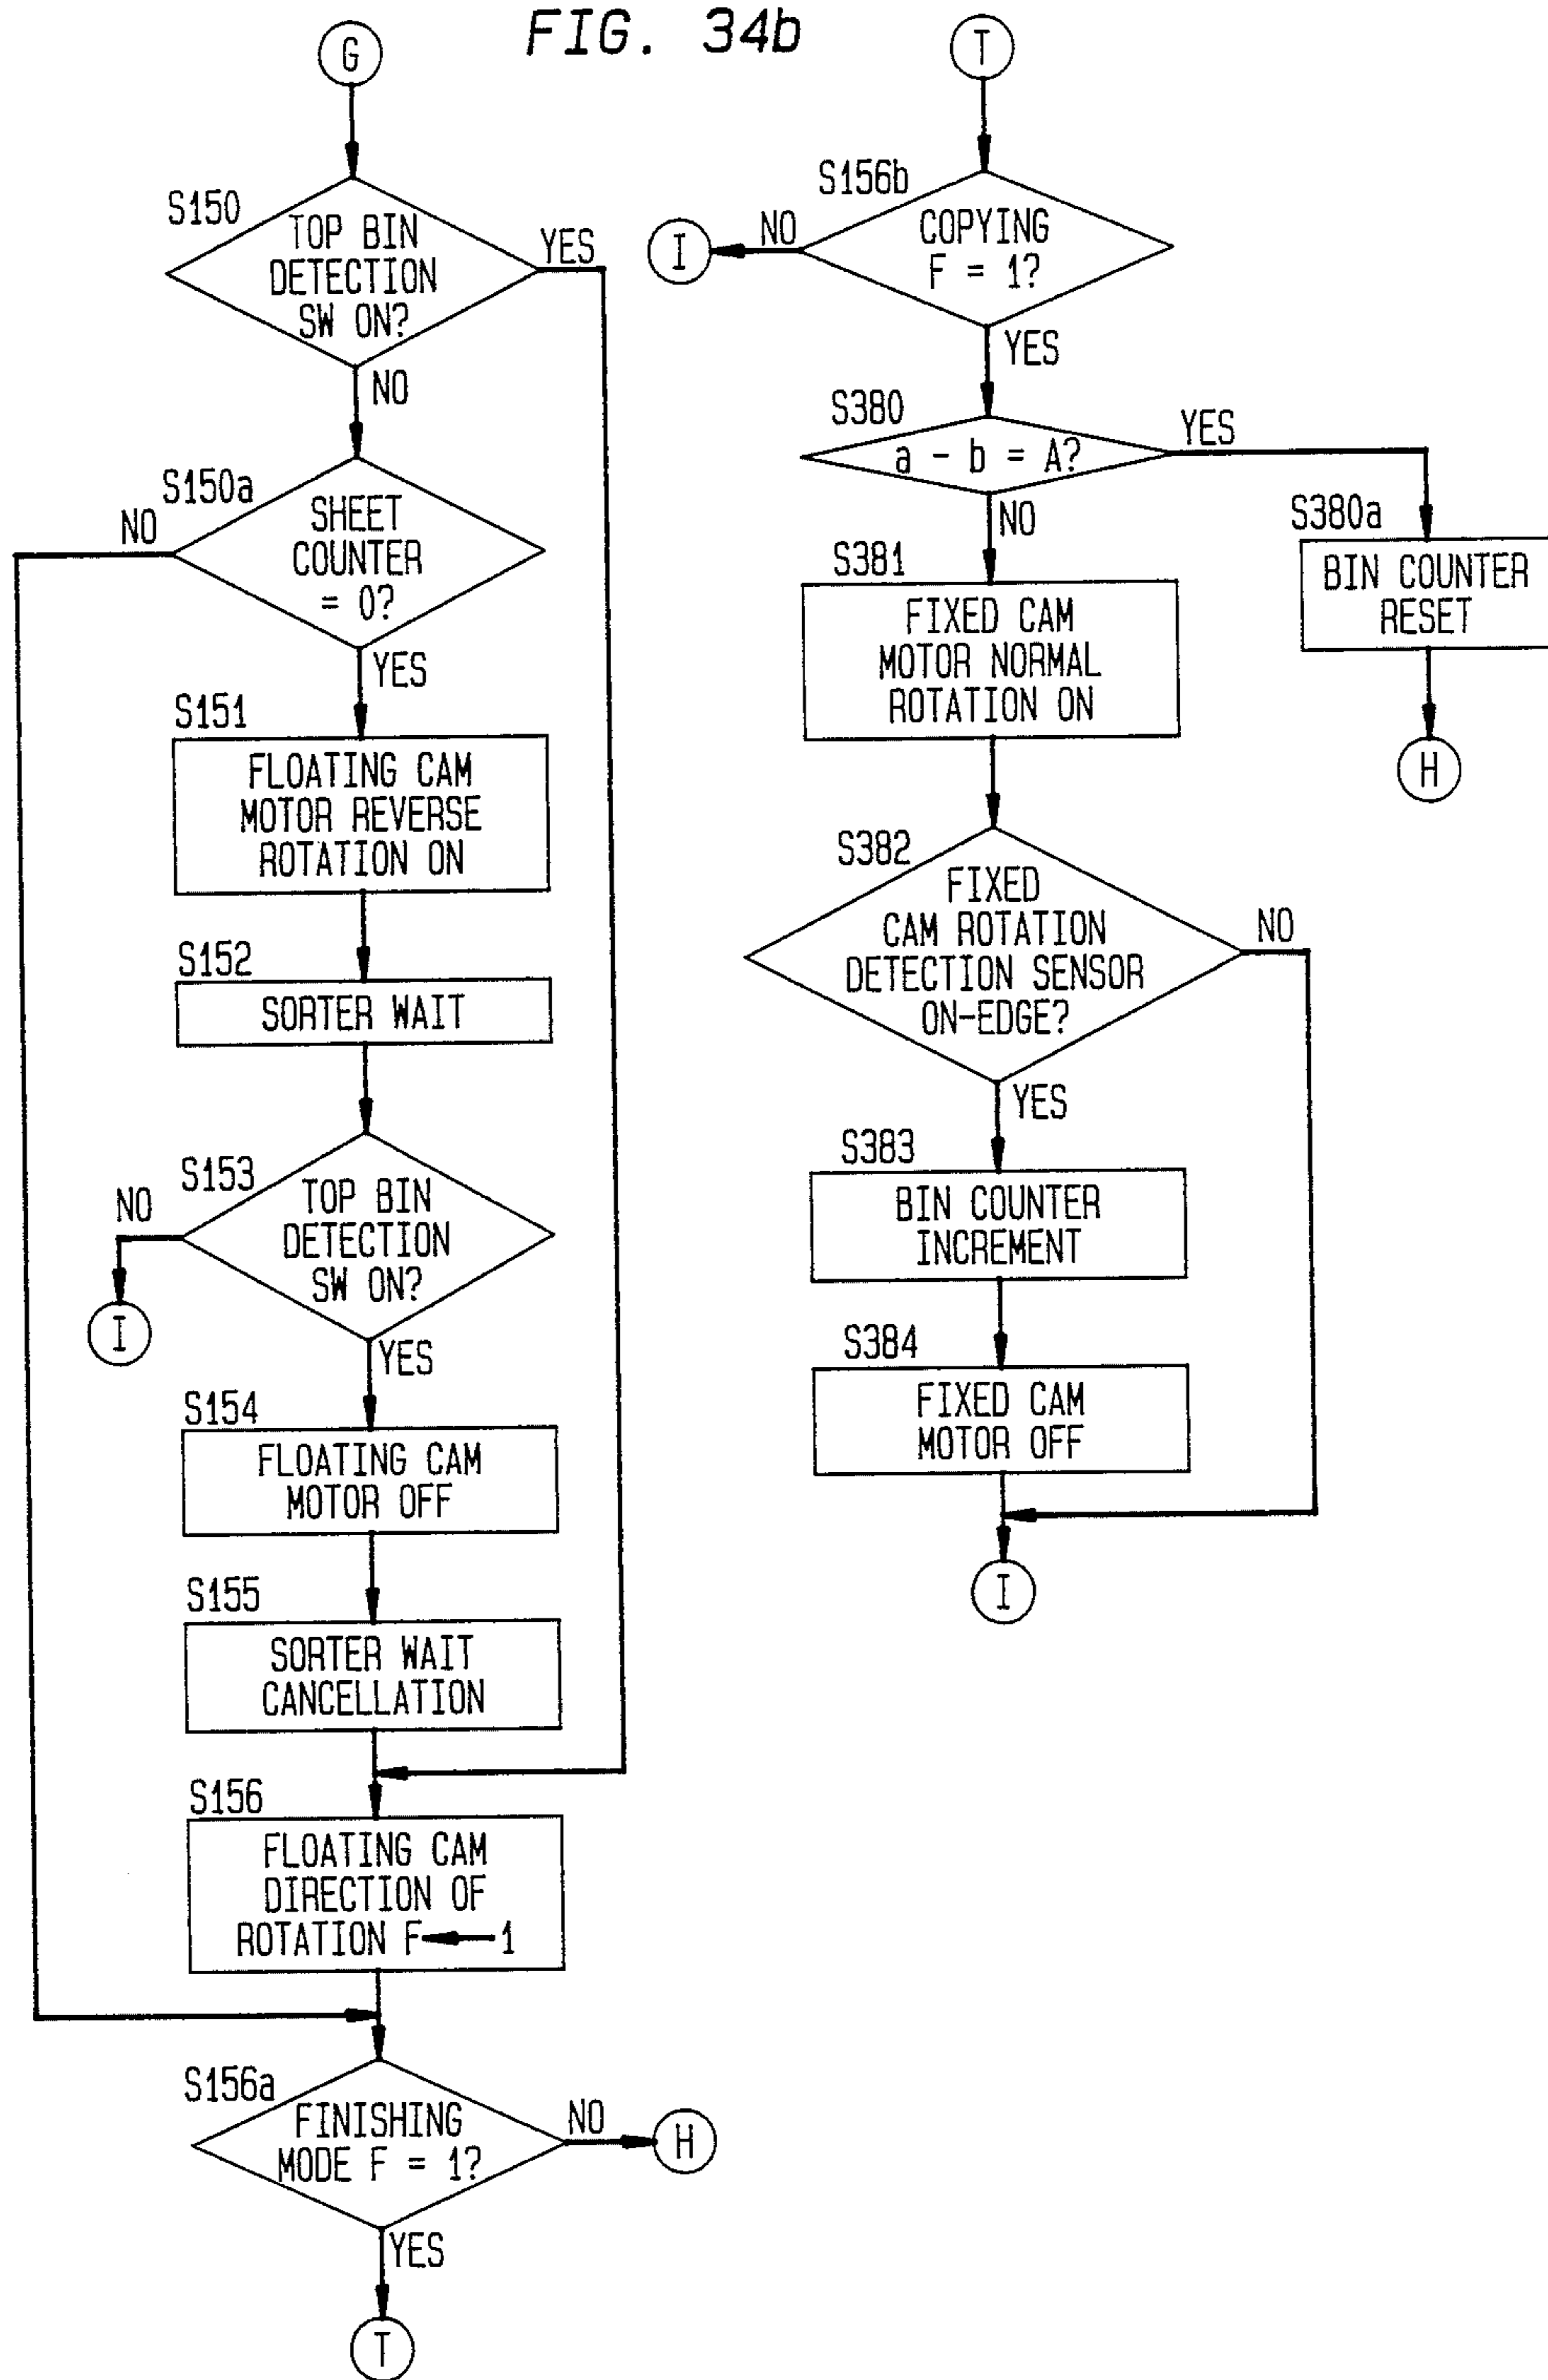 FIG. 34b
G
S150
TOP BIN
DETECTION
SW ON?
YES
NO
S150a
SHEET
COUNTER
= 0?
NO
YES
S151
FLOATING CAM
MOTOR REVERSE
ROTATION ON
S152
SORTER WAIT
S153
TOP BIN
DETECTION
SW ON?
NO
I
YES
S154
FLOATING CAM
MOTOR OFF
S155
SORTER WAIT
CANCELLATION
S156
FLOATING CAM
DIRECTION OF
ROTATION F ← 1
S156a
FINISHING
MODE F = 1?
NO
H
YES
T
T
S156b
COPYING
F = 1?
NO
I
YES
S380
a - b = A?
YES
NO
S380a
BIN COUNTER
RESET
H
S381
FIXED CAM
MOTOR NORMAL
ROTATION ON
S382
FIXED
CAM ROTATION
DETECTION SENSOR
ON-EDGE?
NO
YES
S383
BIN COUNTER
INCREMENT
S384
FIXED CAM
MOTOR OFF
I